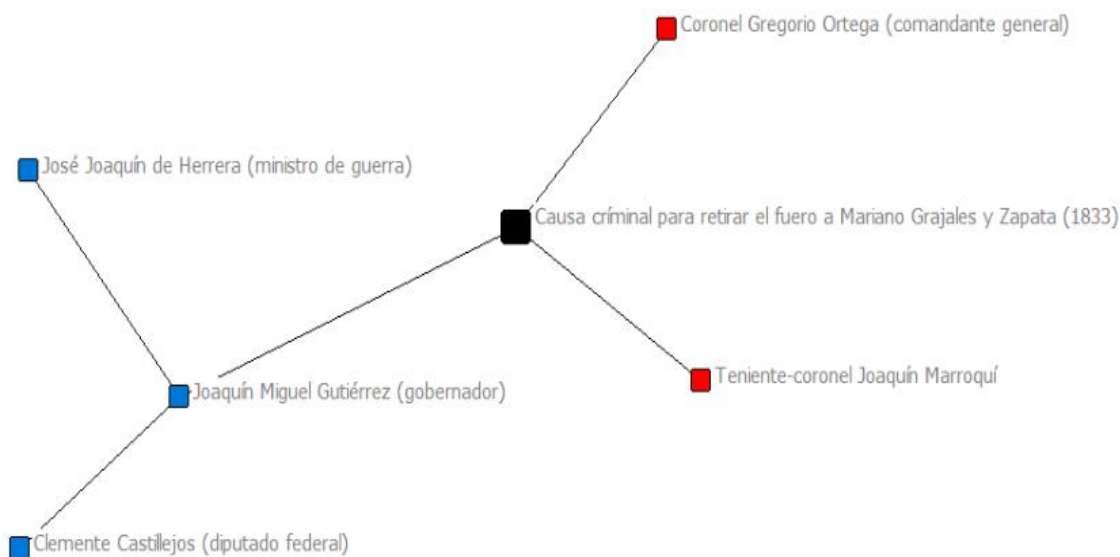 Coronel Gregorio Ortega (comandante general)
José Joaquín de Herrera (ministro de guerra)
Causa críminal para retirar el fuero a Mariano Grajales y Zapata (1833)
Teniente-coronel Joaquín Marroquí
Joaquín Miguel Gutiérrez (gobernador)
Clemente Castillejos (diputado federal)